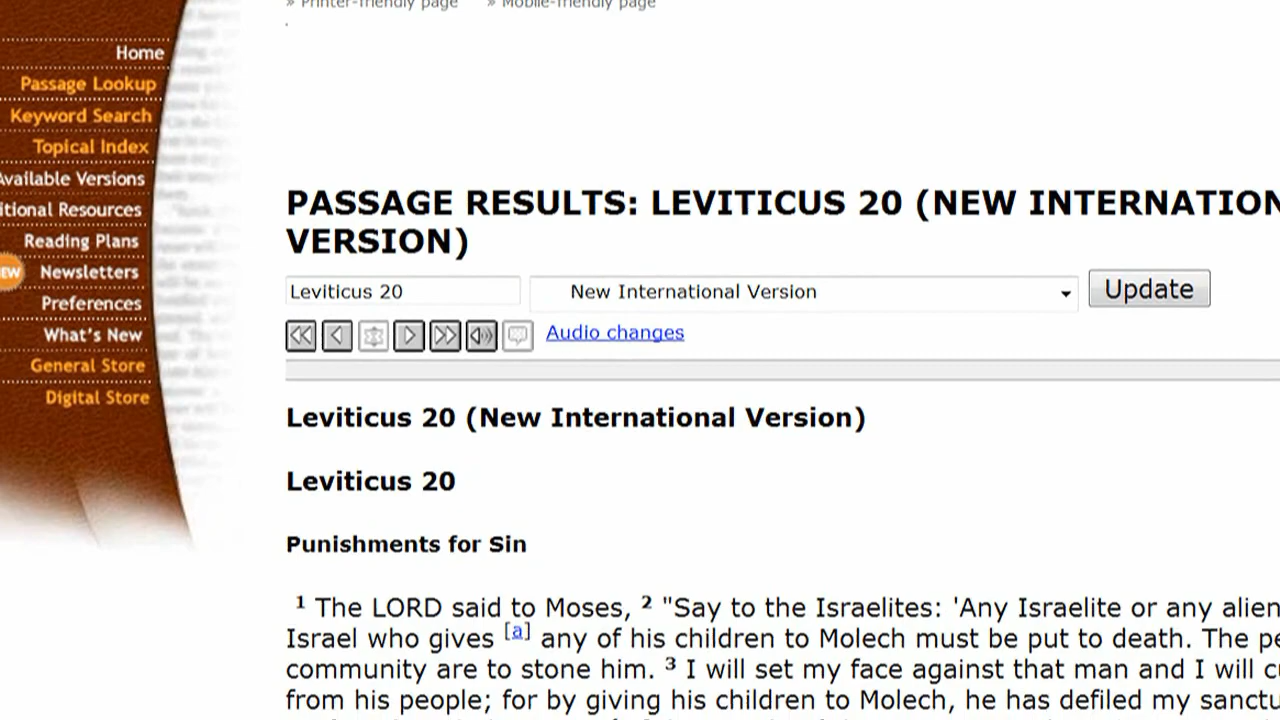 » Printer-friendly page » Mobile-friendly page
Home
Passage Lookup
Keyword Search
Topical Index
Available Versions
itional Resources
Reading Plans
EW Newsletters
Preferences
What's New
General Store
Digital Store
PASSAGE RESULTS: LEVITICUS 20 (NEW INTERNATION
VERSION)
Leviticus 20 New International Version Update
Audio changes
Leviticus 20 (New International Version)
Leviticus 20
Punishments for Sin
1 The LORD said to Moses, 2 "Say to the Israelites: 'Any Israelite or any alien
Israel who gives [a] any of his children to Molech must be put to death. The pe
community are to stone him. 3 I will set my face against that man and I will cu
from his people; for by giving his children to Molech, he has defiled my sanctu